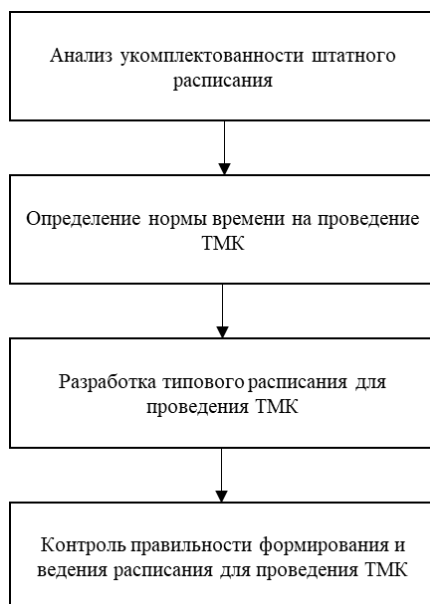 Анализ укомплектованности штатного
расписания
Определение нормы времени на проведение
ТМК
Разработка типового расписания для
проведения ТМК
Контроль правильности формирования и
ведения расписания для проведения ТМК